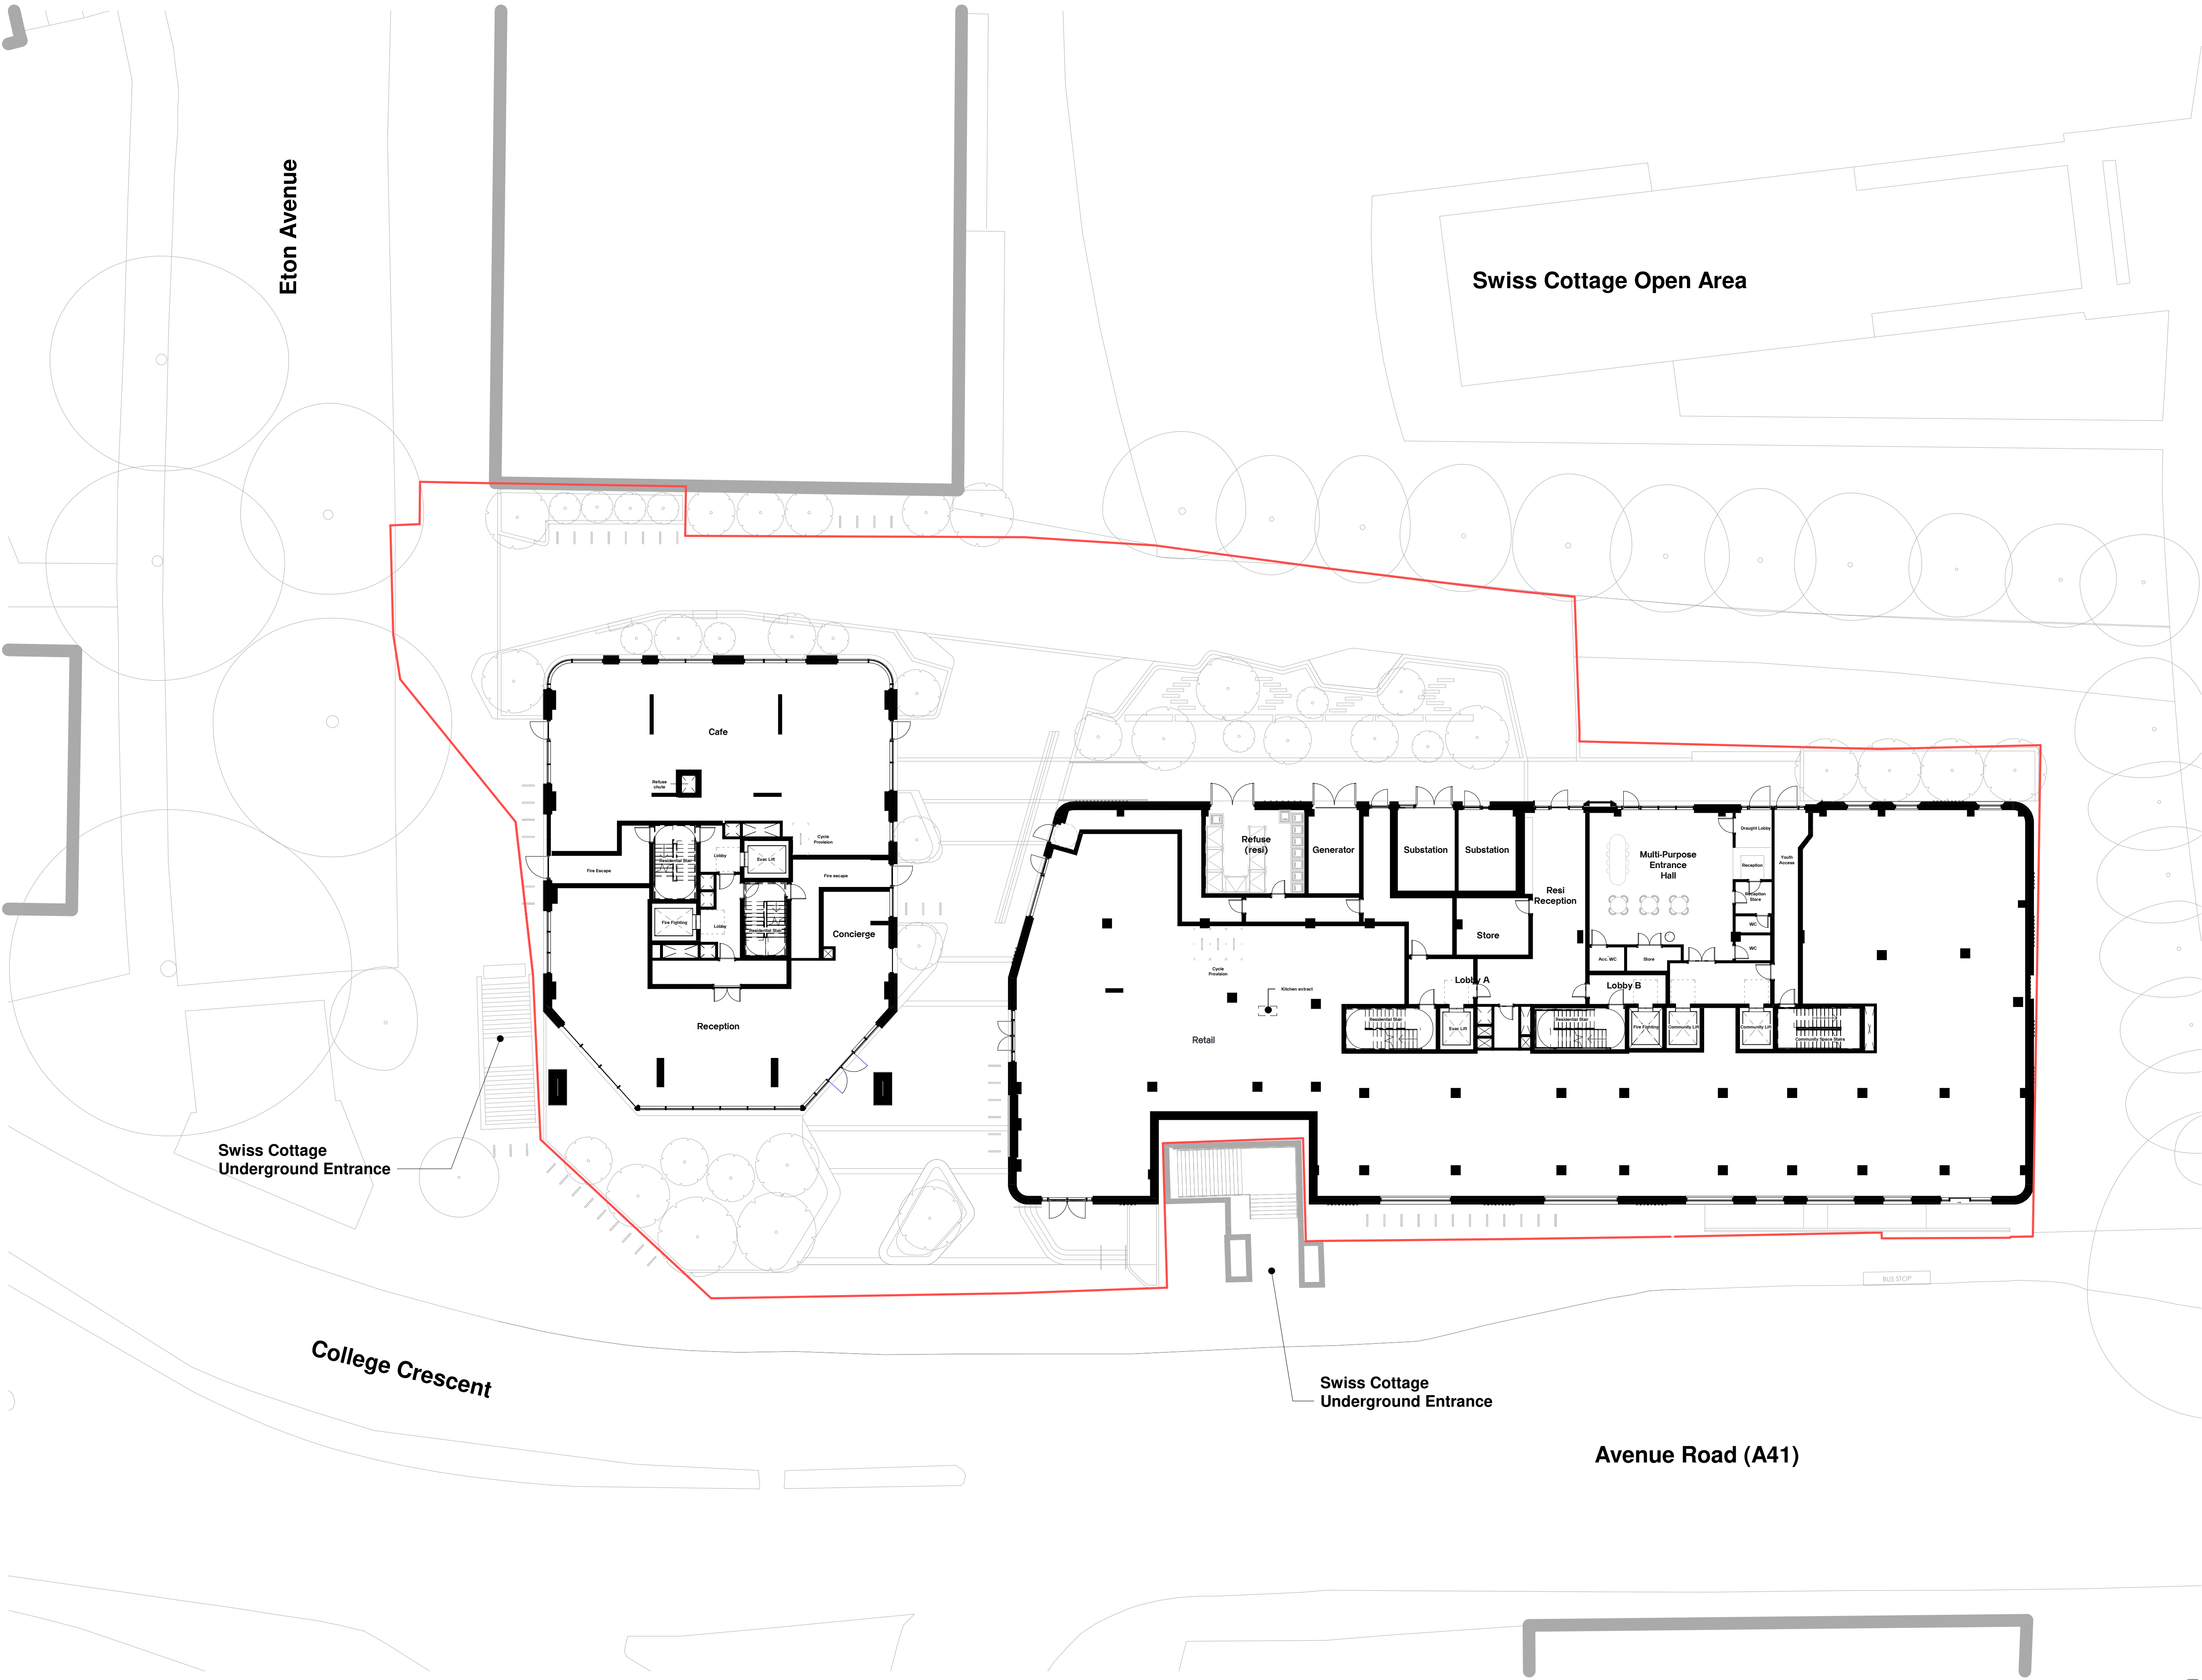 Eton Avenue
Swiss Cottage Open Area
Cafe
Refuse
chute
Cycle
Provision
Residential Stair
Lobby
Evac Lift
Fire Escape
Fire escape
Fire Fighting
Lobby
Residential Stair
Concierge
Reception
Refuse
(resi)
Generator
Substation
Substation
Resi
Reception
Multi-Purpose
Entrance
Hall
Draught Lobby
Reception
Youth
Access
Reception
Store
WC
WC
Store
Acc. WC
Store
Cycle
Provision
Kitchen extract
Lobby A
Lobby B
Retail
Residential Stair
Evac Lift
Residential Stair
Fire Fighting
Community Lift
Community Lift
Community Space Stairs
Swiss Cottage
Underground Entrance
BUS STOP
College Crescent
Swiss Cottage
Underground Entrance
Avenue Road (A41)